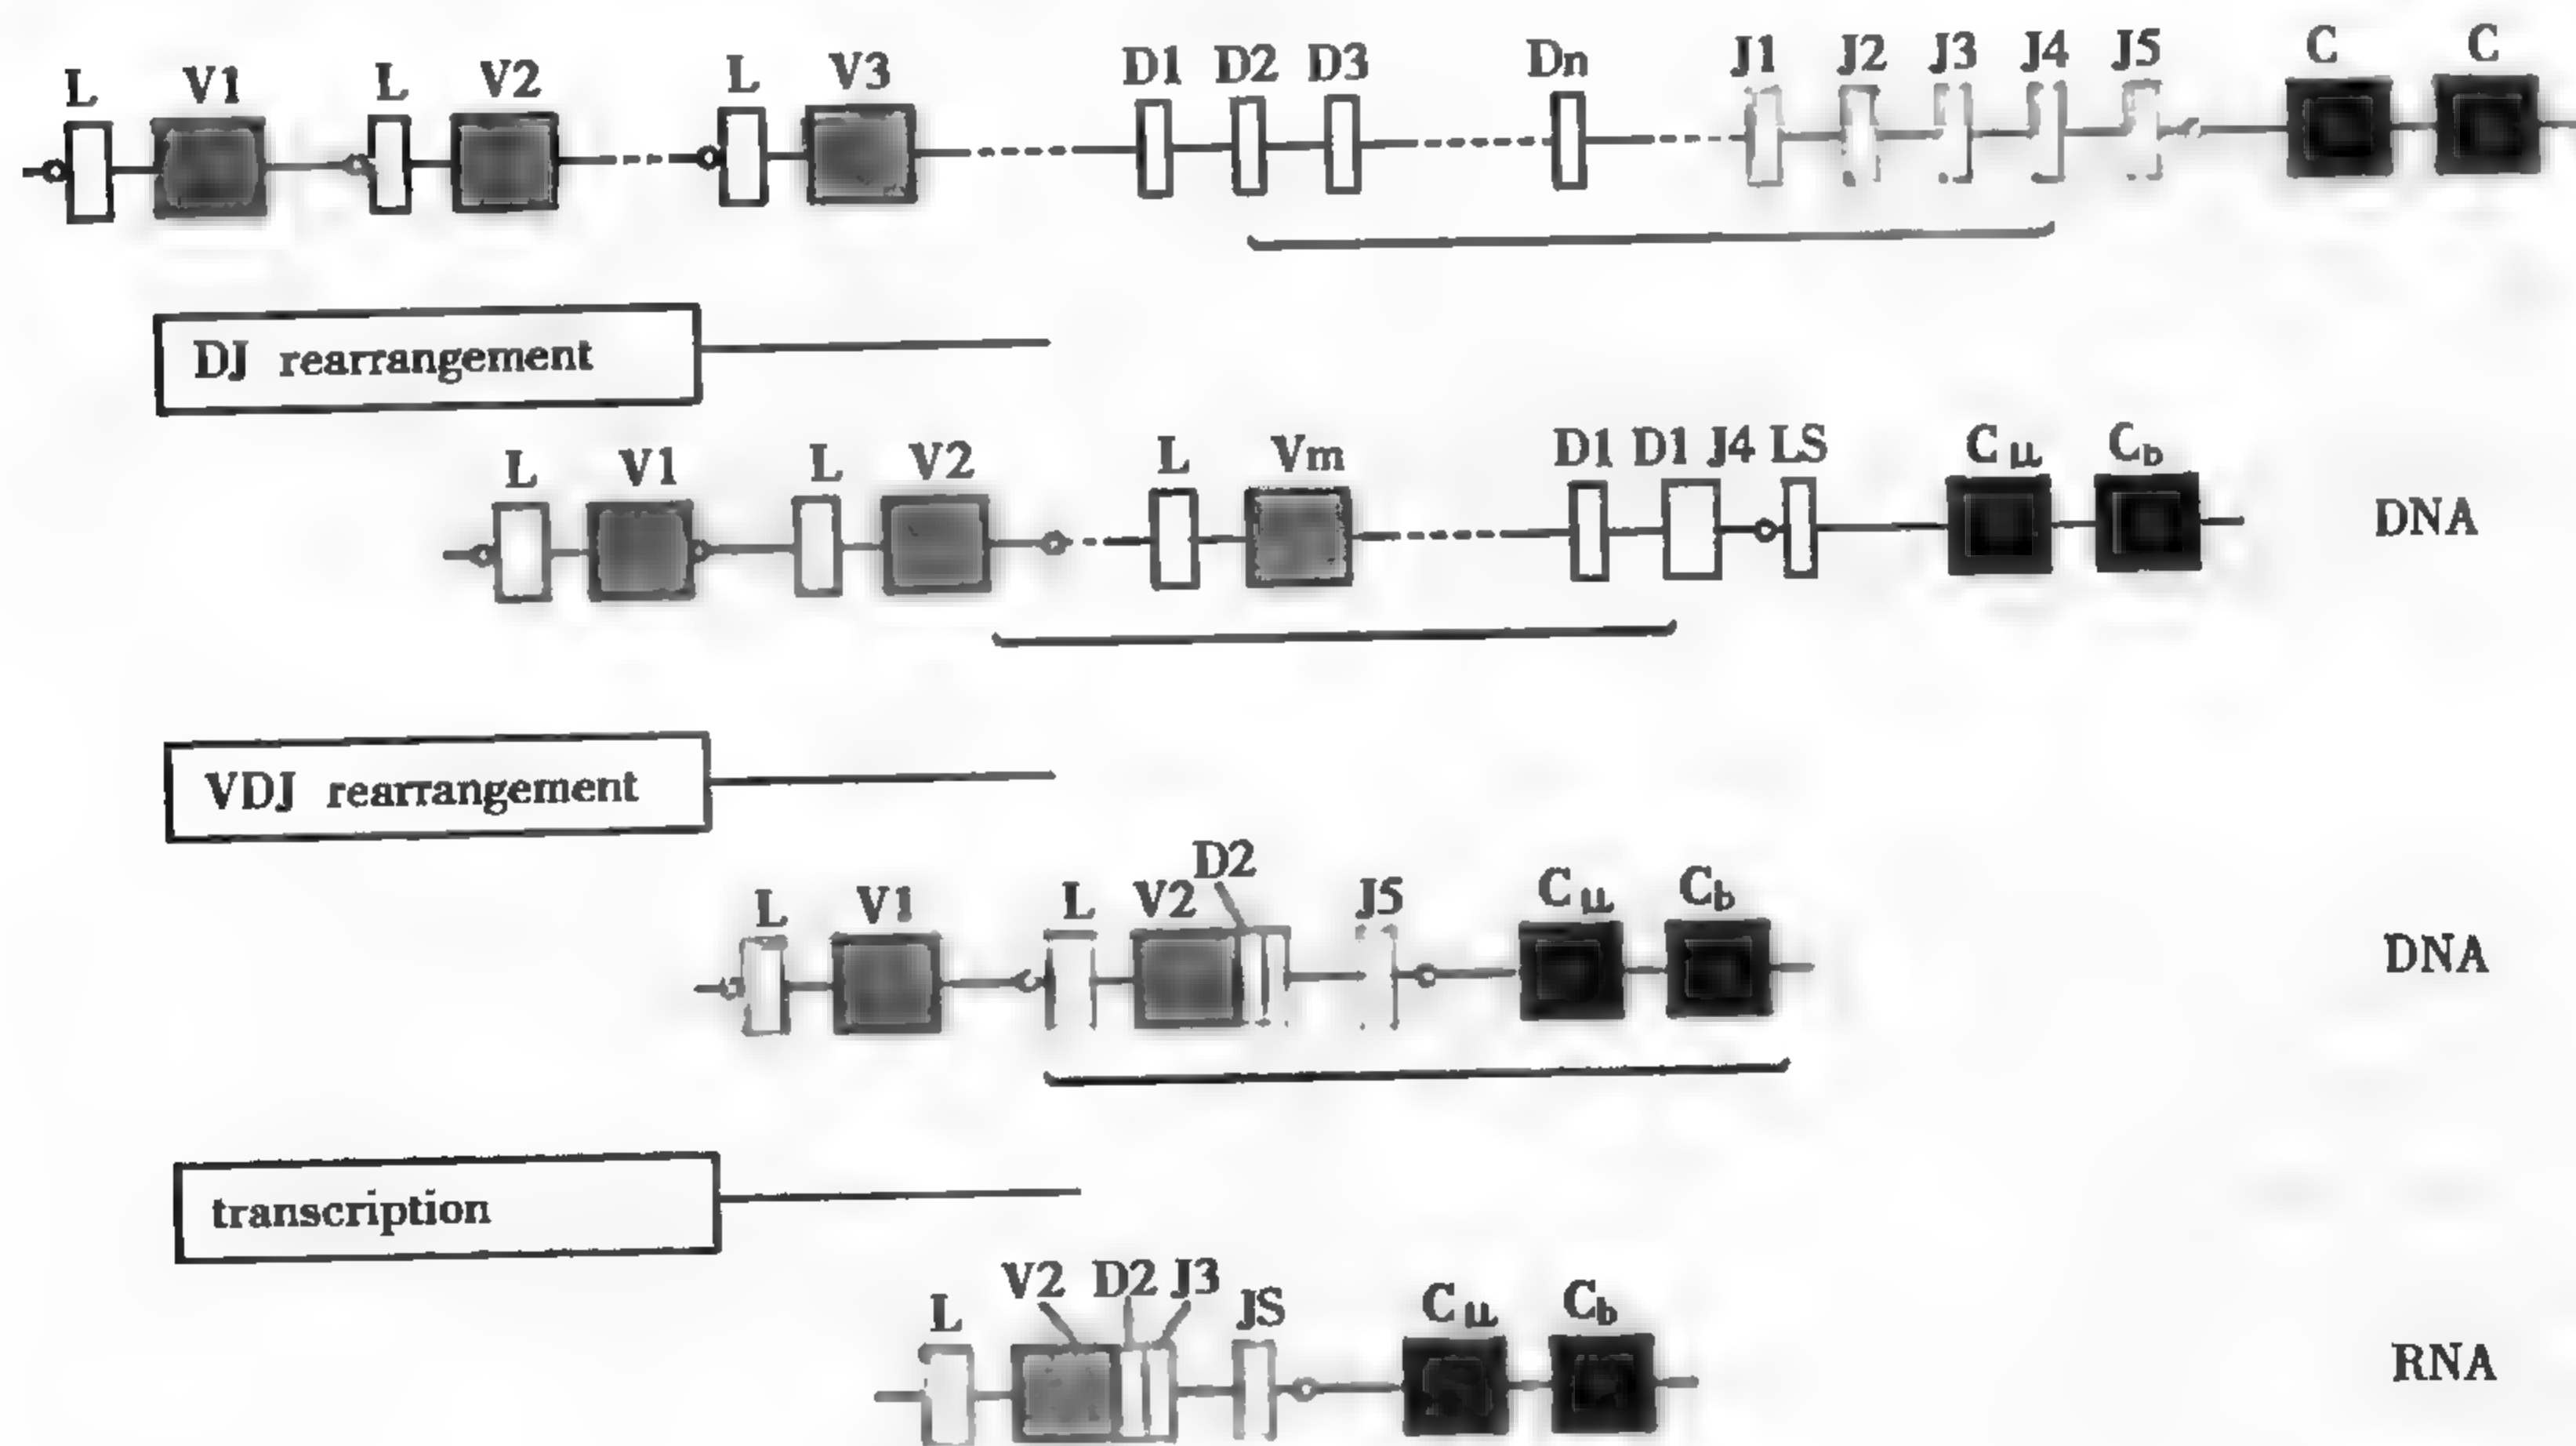 L V1 L V2 L V3 D1 D2 D3 Dn J1 J2 J3 J4 J5 C C
DJ rearrangement
L V1 L V2 L Vm D1 D1 J4 LS Cμ Cb
DNA
VDJ rearrangement
L V1 L V2 D2 J5 Cμ Cb
DNA
transcription
L V2 D2 J3 JS Cμ Cb
RNA